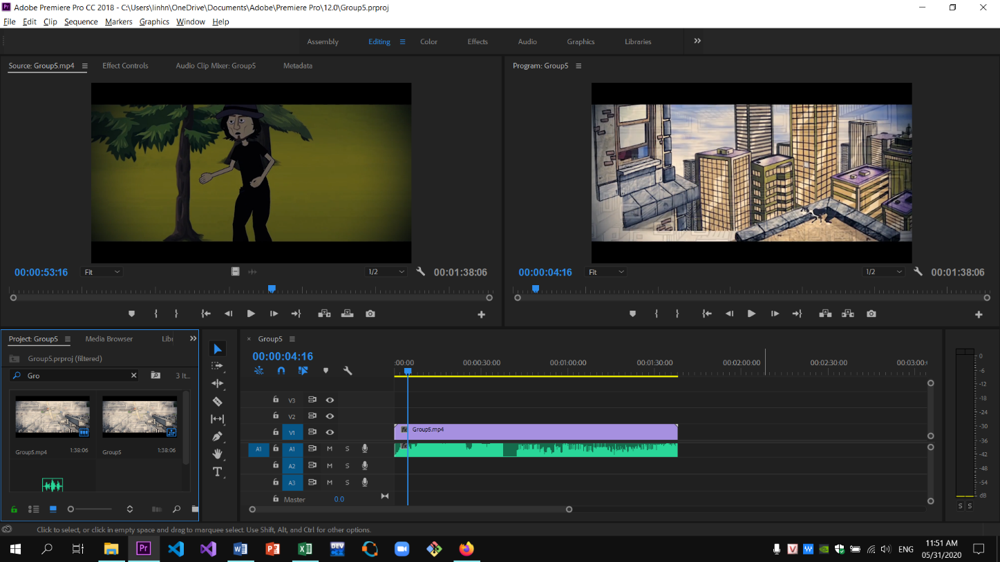 Pr Adobe Premiere Pro CC 2018 - C:\Users\linhn\OneDrive\Documents\Adobe\Premiere Pro\12.0\Group5.prproj
File Edit Clip Sequence Markers Graphics Window Help
Assembly Editing Color Effects Audio Graphics Libraries
Source: Group5.mp4 Effect Controls Audio Clip Mixer: Group5 Metadata
Program: Group5
00:00:53:16 Fit 1/2 00:01:38:06
00:00:04:16 Fit 1/2 00:01:38:06
Project: Group5 Media Browser Libr
Group5.prproj (filtered)
Gro 3 It...
Group5.mp4 1:38:06 Group5 1:38:06
Group5
00:00:04:16
:00:00 00:00:30:00 00:01:00:00 00:01:30:00 00:02:00:00 00:02:30:00 00:03:00:0
V3
V2
V1 fx Group5.mp4
A1 A1 M S fx
A2 M S
A3 M S
Master 0.0
0
-6
-12
-18
-24
-30
-36
-42
-48
-54
dB
S S
Click to select, or click in empty space and drag to marquee select. Use Shift, Alt, and Ctrl for other options.
Pr DEV
ENG 11:51 AM
05/31/2020